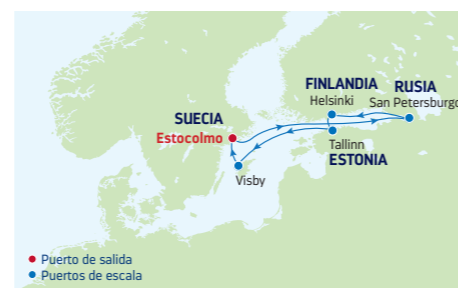 FINLANDIA
RUSIA
Helsinki
San Petersburgo
SUECIA
Estocolmo
Tallinn
ESTONIA
Visby
Puerto de salida
Puertos de escala